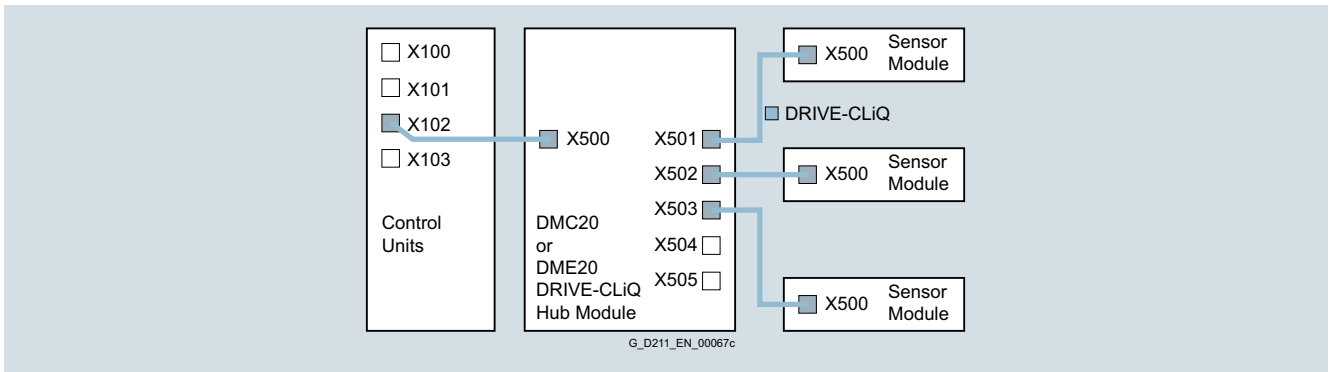 X100
X101
X102
X103
Control
Units
X500
X501
X502
X503
X504
X505
DMC20
or
DME20
DRIVE-CLiQ
Hub Module
X500
Sensor
Module
DRIVE-CLiQ
X500
Sensor
Module
X500
Sensor
Module
G_D211_EN_00067c